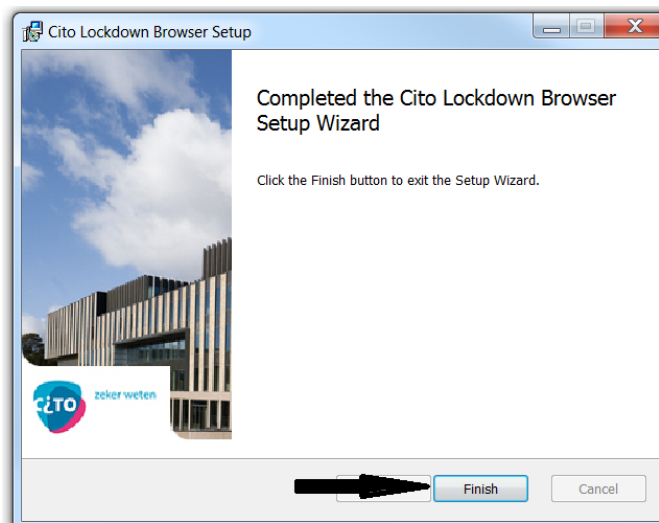 Cito Lockdown Browser Setup
Completed the Cito Lockdown Browser
Setup Wizard
Click the Finish button to exit the Setup Wizard.
CITO
zeker weten
Finish
Cancel